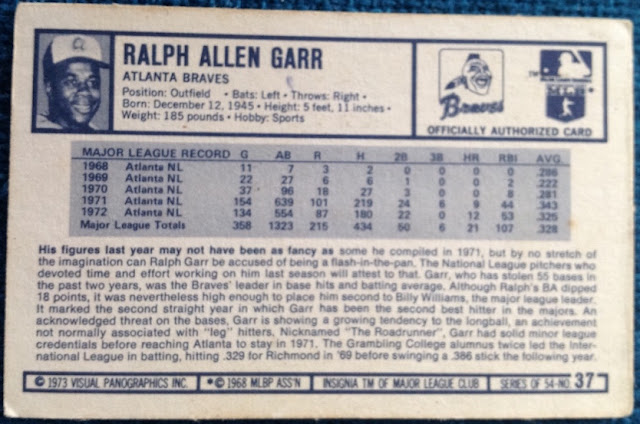 RALPH ALLEN GARR
ATLANTA BRAVES
Position: Outfield • Bats: Left • Throws: Right •
Born: December 12, 1945 • Height: 5 feet, 11 inches •
Weight: 185 pounds • Hobby: Sports
Braves
TM
MLB
OFFICIALLY AUTHORIZED CARD
MAJOR LEAGUE RECORD G AB R H 2B 3B HR RBI AVG.
1968 Atlanta NL 11 7 3 2 0 0 0 0 .286
1969 Atlanta NL 22 27 6 6 1 0 0 2 .222
1970 Atlanta NL 37 96 18 27 3 0 0 8 .281
1971 Atlanta NL 154 639 101 219 24 6 9 44 .343
1972 Atlanta NL 134 554 87 180 22 0 12 53 .325
Major League Totals 358 1323 215 434 50 6 21 107 .328
His figures last year may not have been as fancy as some he compiled in 1971, but by no stretch of
the imagination can Ralph Garr be accused of being a flash-in-the-pan. The National League pitchers who
devoted time and effort working on him last season will attest to that. Garr, who has stolen 55 bases in
the past two years, was the Braves' leader in base hits and batting average. Although Ralph's BA dipped
18 points, it was nevertheless high enough to place him second to Billy Williams, the major league leader.
It marked the second straight year in which Garr has been the second best hitter in the majors. An
acknowledged threat on the bases, Garr is showing a growing tendency to the longball, an achievement
not normally associated with "leg" hitters. Nicknamed "The Roadrunner", Garr had solid minor league
credentials before reaching Atlanta to stay in 1971. The Grambling College alumnus twice led the Inter-
national League in batting, hitting .329 for Richmond in '69 before swinging a .386 stick the following year.
© 1973 VISUAL PANOGRAPHICS INC. * © 1968 MLBP ASS'N INSIGNIA TM OF MAJOR LEAGUE CLUB SERIES OF 54-NO. 37